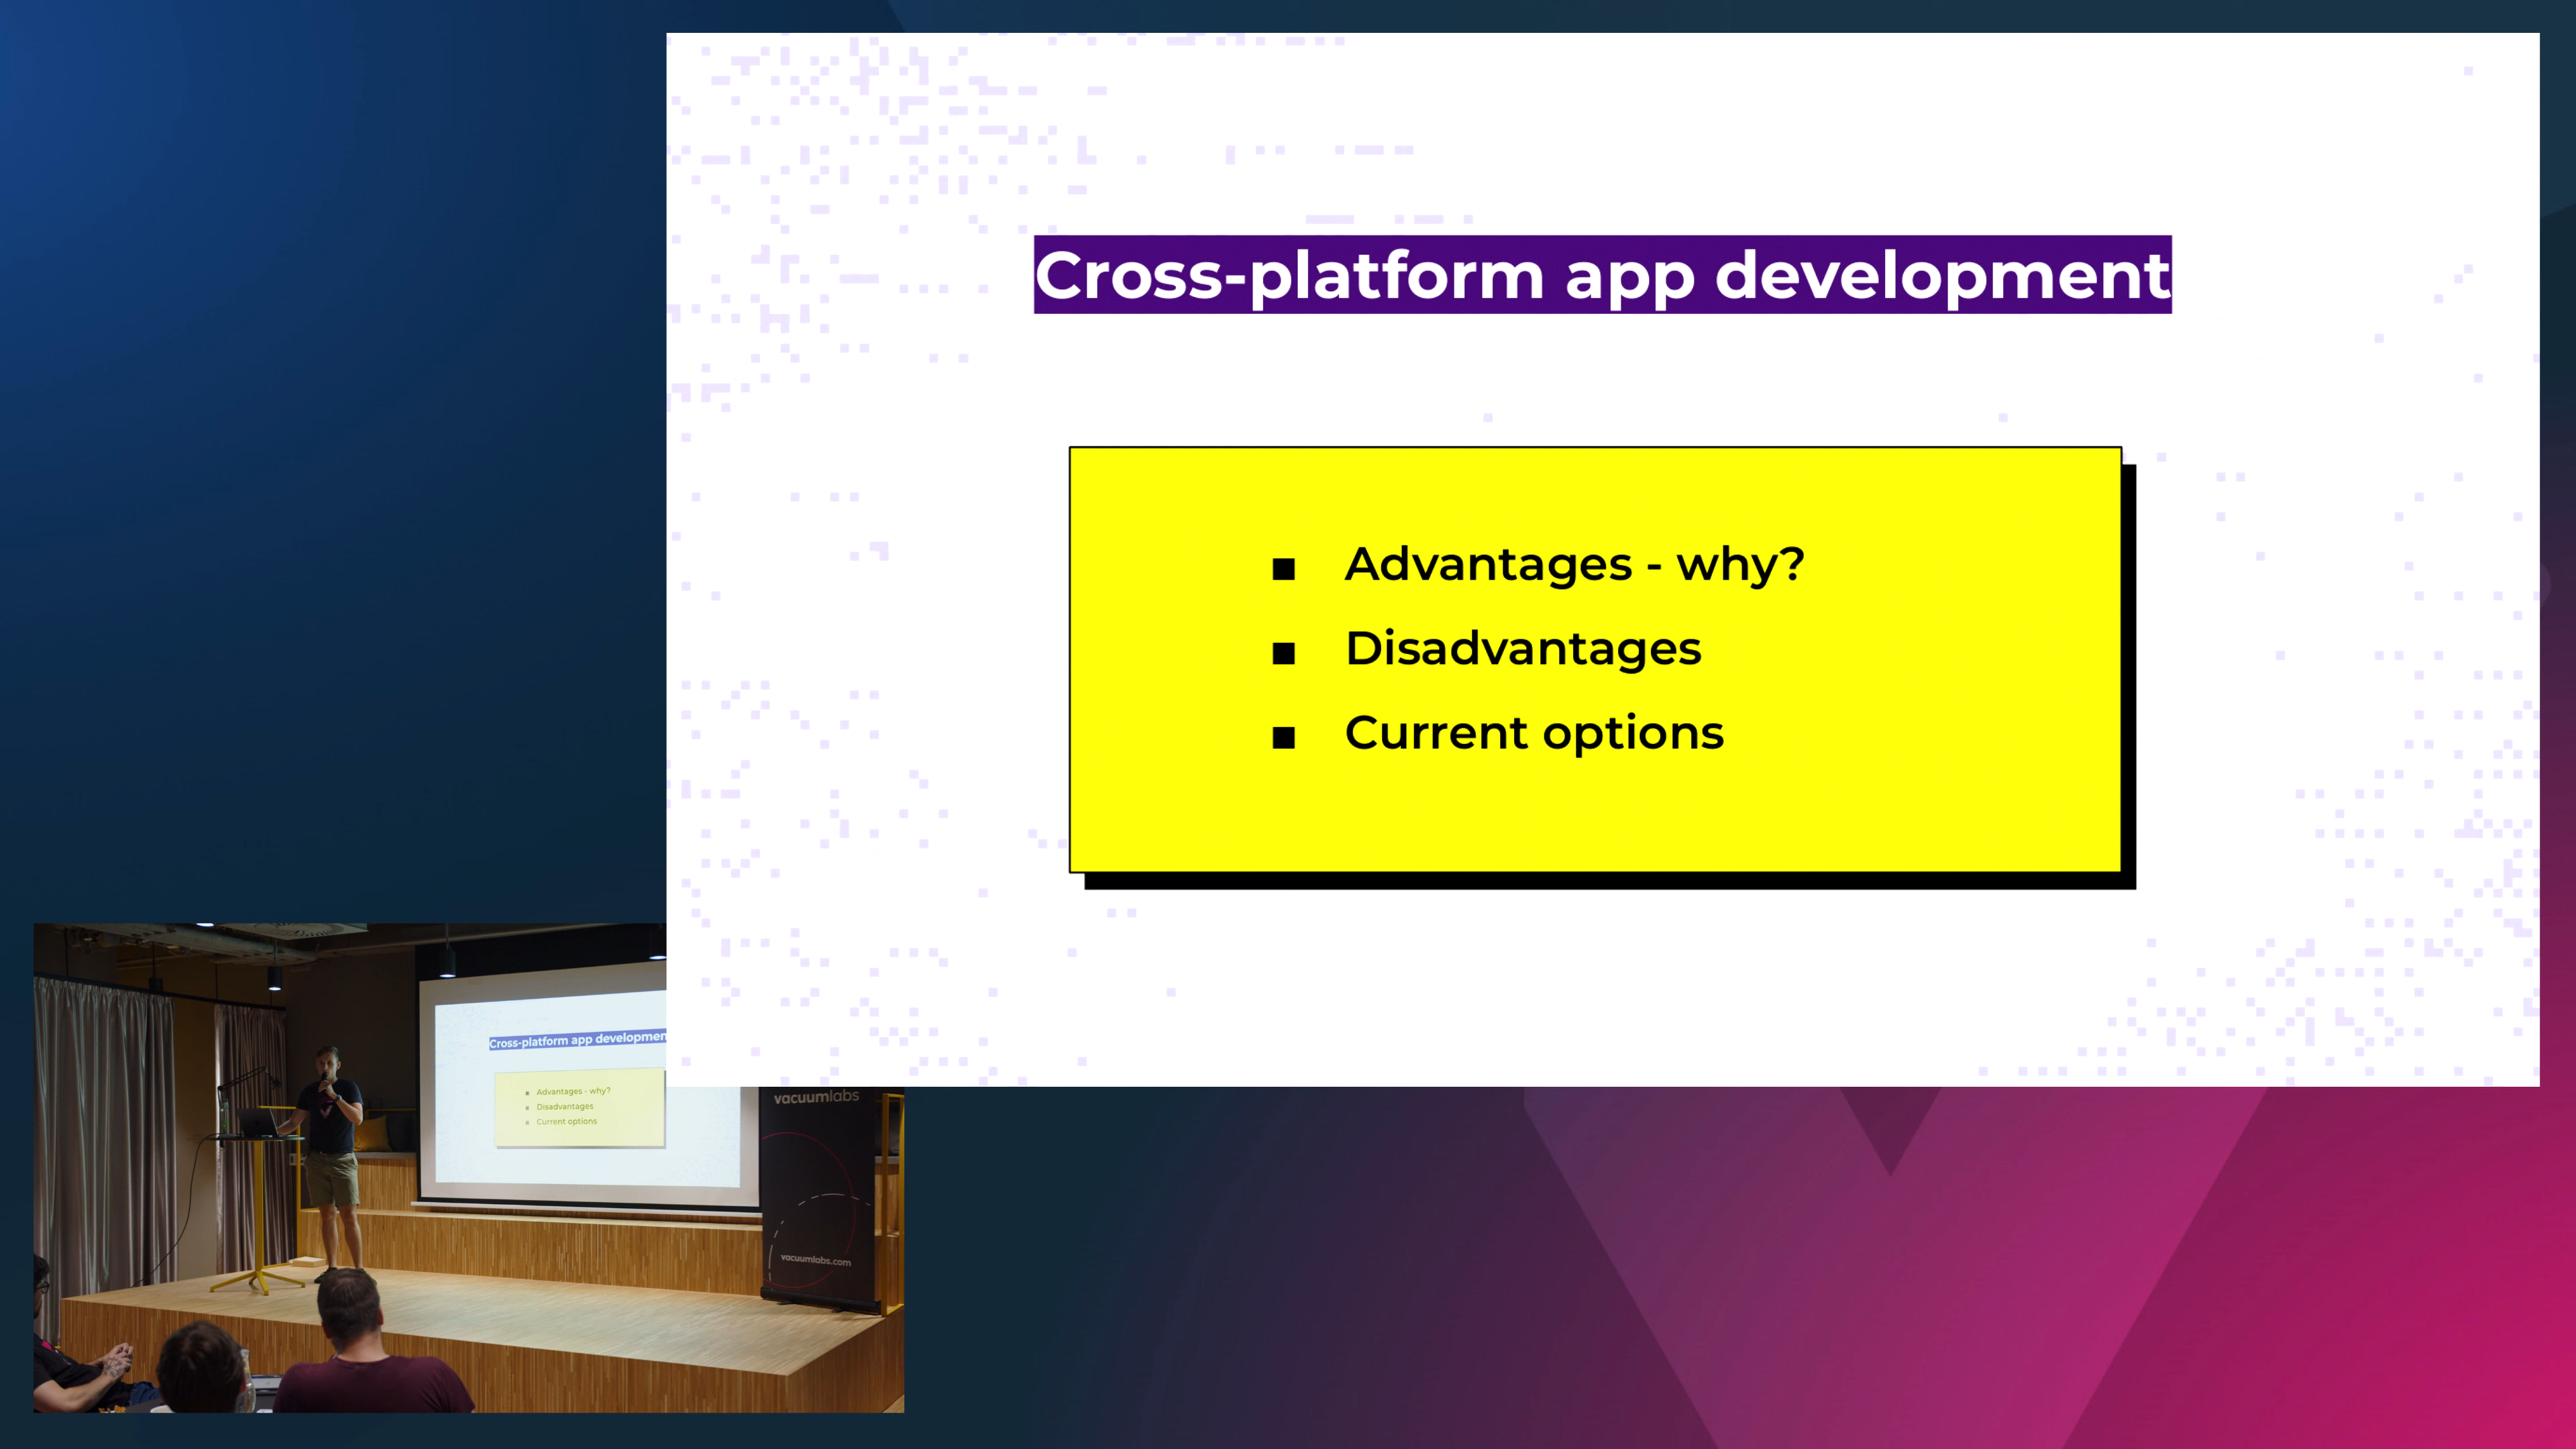 Cross-platform app development
■ Advantages - why?
■ Disadvantages
■ Current options
Cross-platform app developmen
■ Advantages - why?
■ Disadvantages
■ Current options
vacuumlabs
vacuumlabs.com